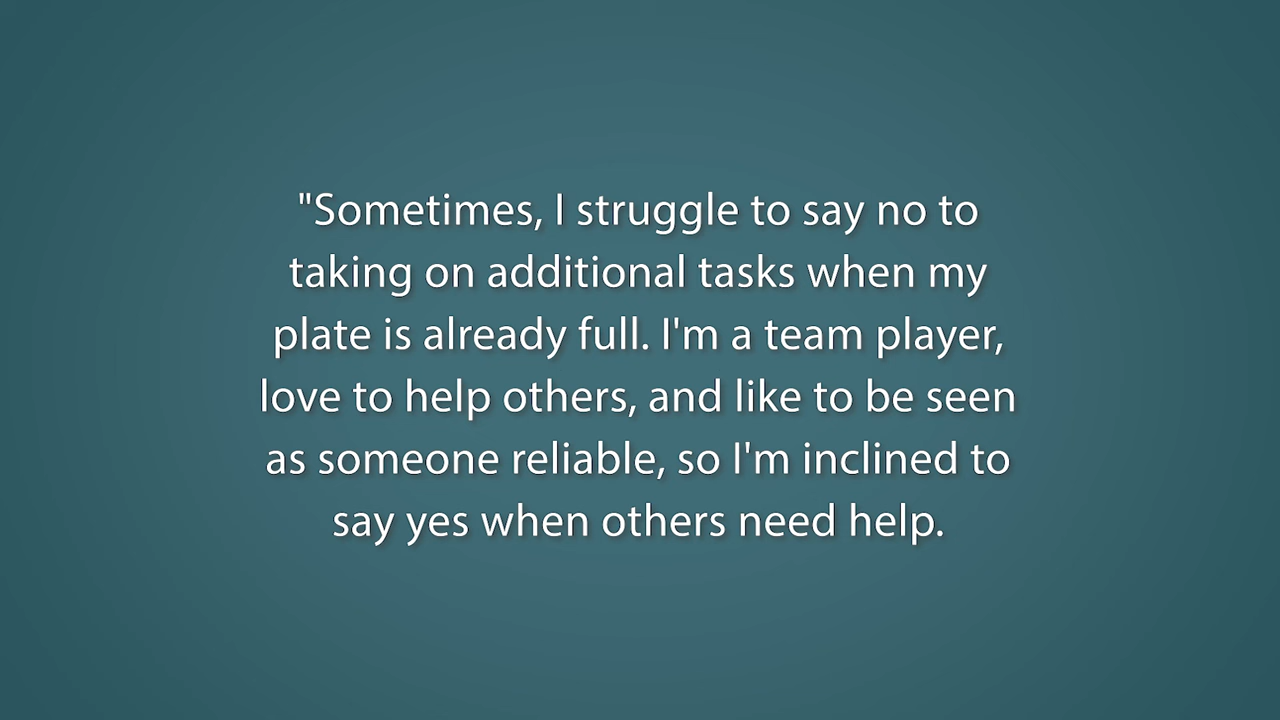 "Sometimes, I struggle to say no to
taking on additional tasks when my
plate is already full. I'm a team player,
love to help others, and like to be seen
as someone reliable, so I'm inclined to
say yes when others need help.